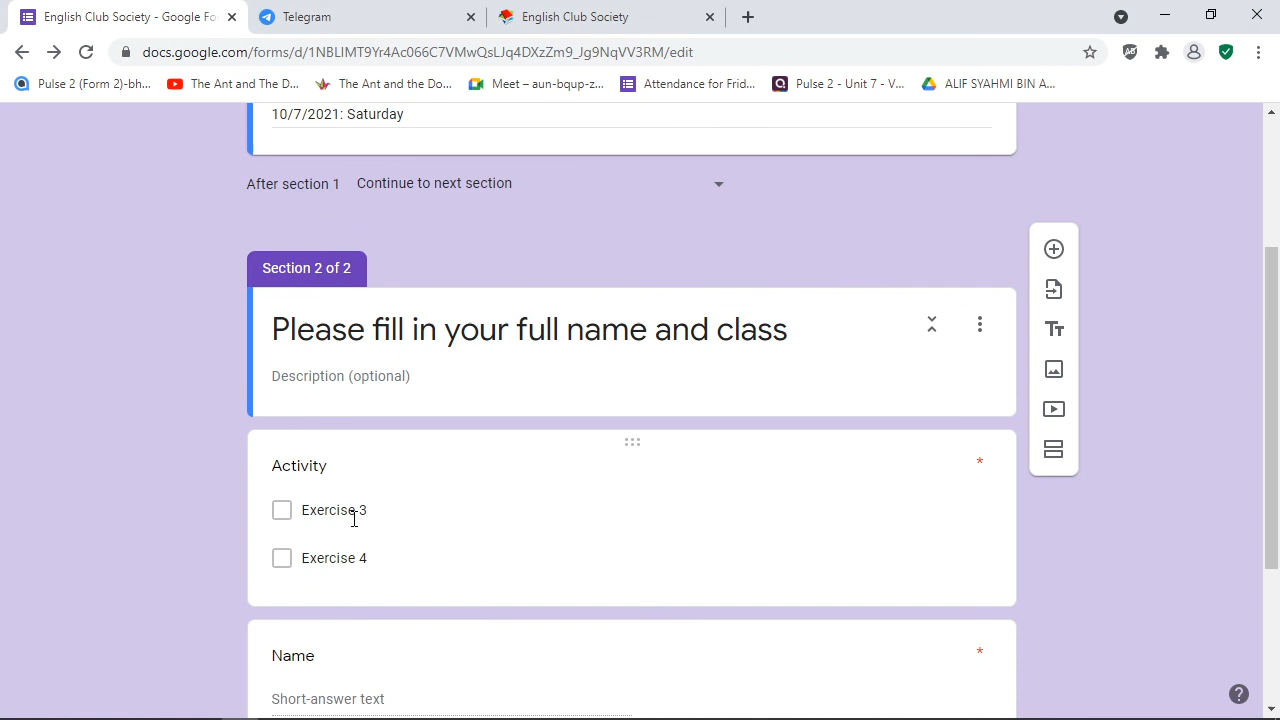 English Club Society - Google Fo
Telegram
English Club Society
docs.google.com/forms/d/1NBLIMT9Yr4Ac066C7VMwQsLJq4DXzZm9_Jg9NqVV3RM/edit
Pulse 2 (Form 2)-bh...
The Ant and The D...
The Ant and the Do...
Meet – aun-bqup-z...
Attendance for Frid...
Pulse 2 - Unit 7 - V...
ALIF SYAHMI BIN A...
10/7/2021: Saturday
After section 1 Continue to next section
Section 2 of 2
Please fill in your full name and class
Description (optional)
Activity *
Exercise 3
Exercise 4
Name *
Short-answer text